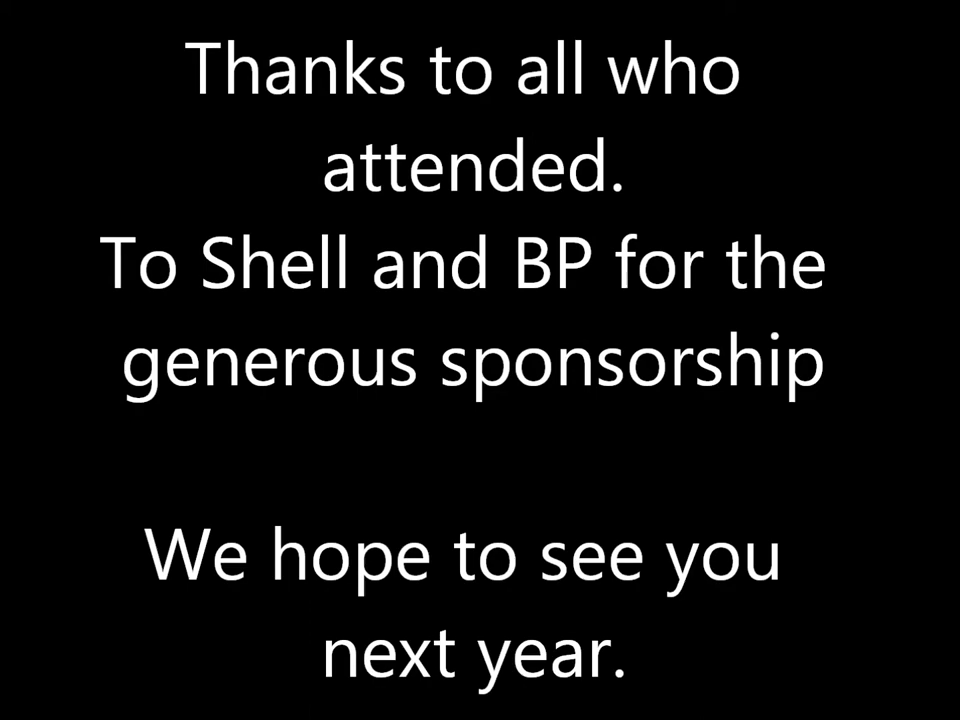 Thanks to all who
attended.
To Shell and BP for the
generous sponsorship
We hope to see you
next year.